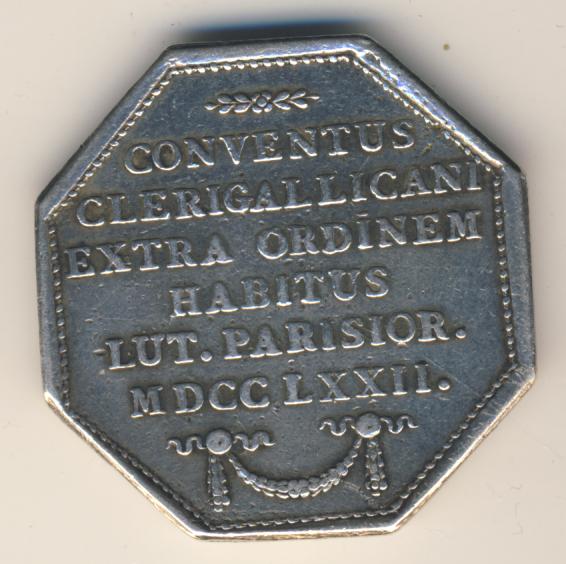 CONVENTUS
CLERIGALLICANI
EXTRA ORDINEM
HABITUS
LUT. PARISIOR.
MDCCLXXII.